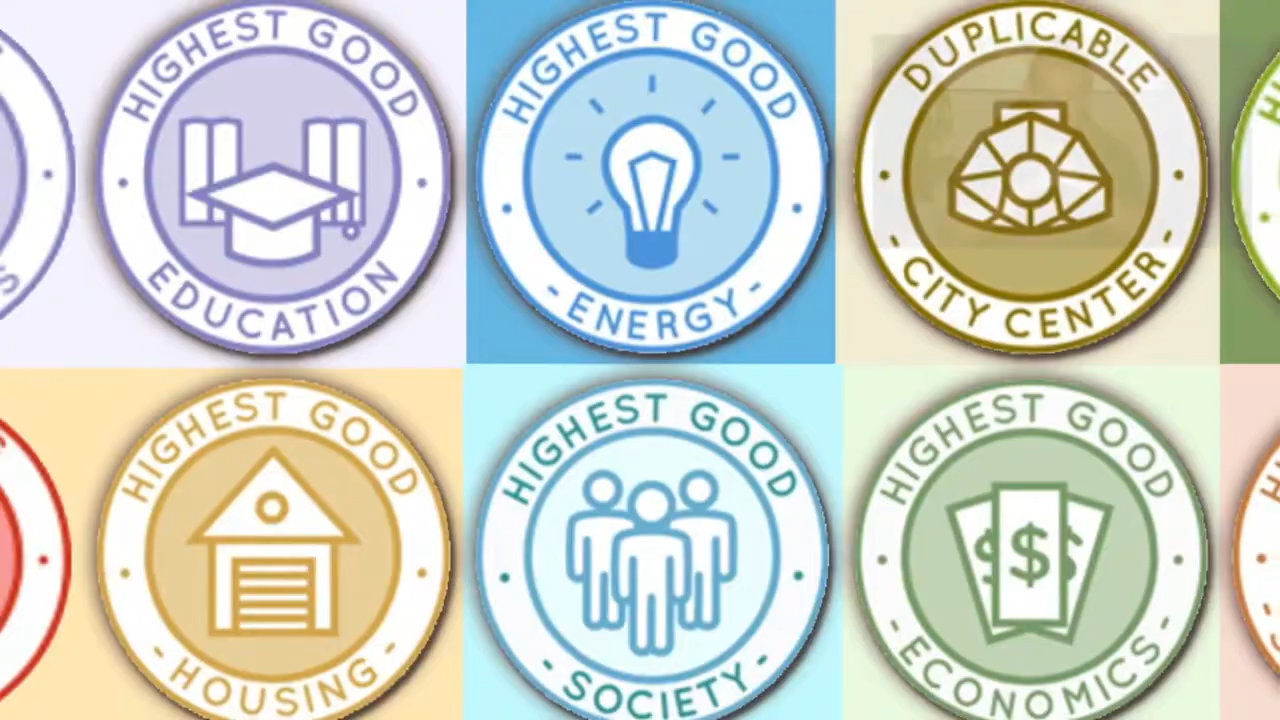 HIGHEST GOOD
EDUCATION
HIGHEST GOOD
- ENERGY -
DUPLICABLE
- CITY CENTER -
HIGHEST GOOD
- HOUSING -
HIGHEST GOOD
- SOCIETY -
$ $ $
HIGHEST GOOD
- ECONOMICS -